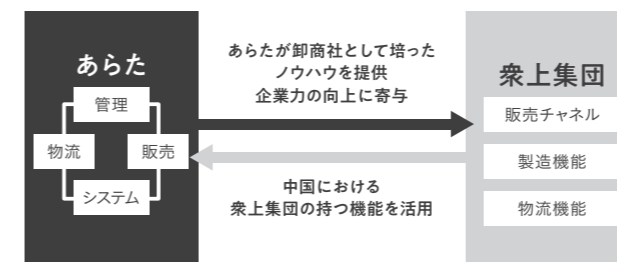 あらた
管理
物流
販売
システム
あらたが卸商社として培った
ノウハウを提供
企業力の向上に寄与
中国における
衆上集団の持つ機能を活用
衆上集団
販売チャネル
製造機能
物流機能